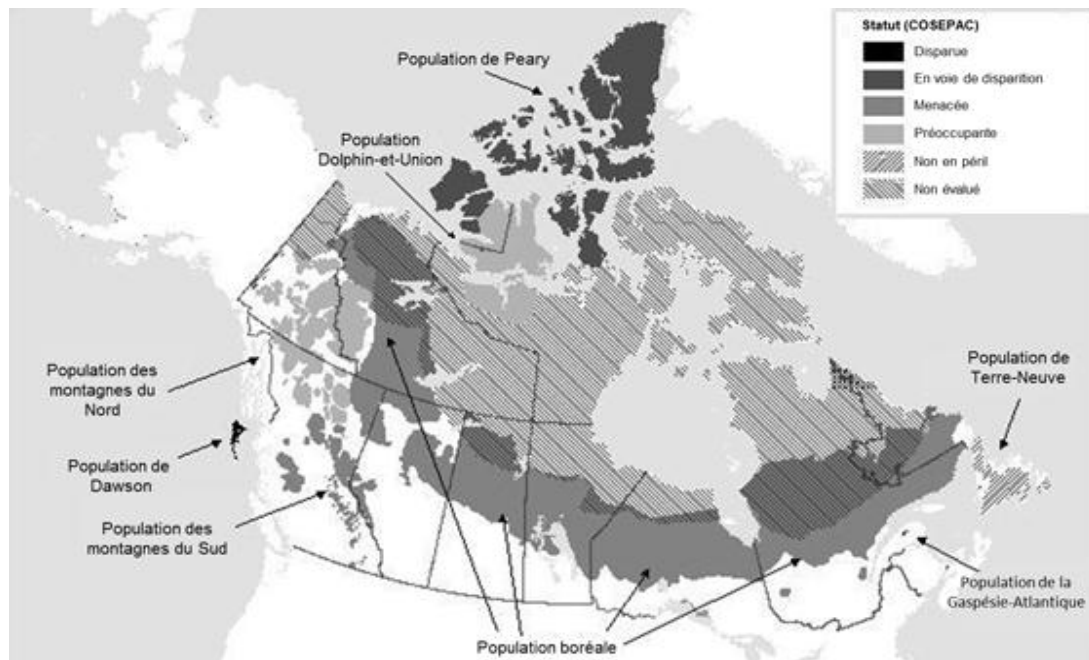 Statut (COSEPAC)
Disparue
En voie de disparition
Menacée
Préoccupante
Non en péril
Non évalué
Population de Peary
Population
Dolphin-et-Union
Population des
montagnes du
Nord
Population de
Dawson
Population des
montagnes du Sud
Population boréale
Population de
Terre-Neuve
Population de la
Gaspésie-Atlantique